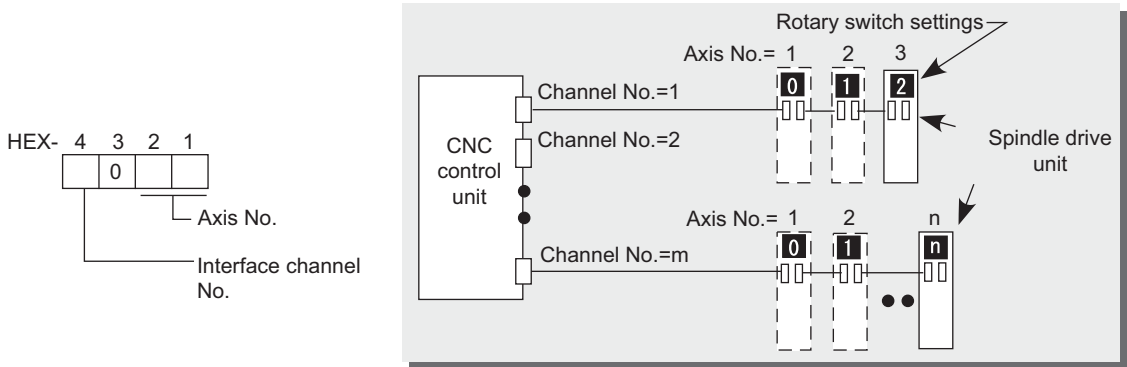 HEX- 4 3 2 1
0
Axis No.
Interface channel
No.
Rotary switch settings
Axis No.= 1 2 3
0 1 2
Channel No.=1
Channel No.=2
CNC
control
unit
Spindle drive
unit
Axis No.= 1 2 n
0 1 n
Channel No.=m